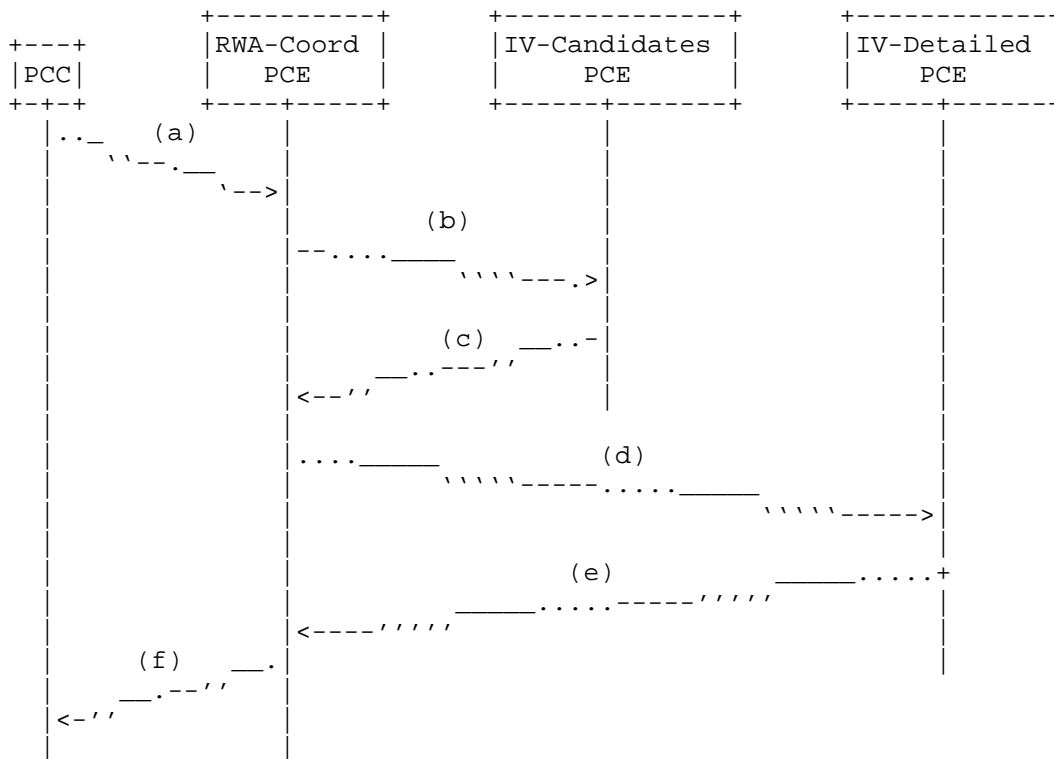 RWA-Coord IV-Candidates IV-Detailed
PCC PCE PCE PCE
(a)
(b)
(c)
(d)
(e)
(f)